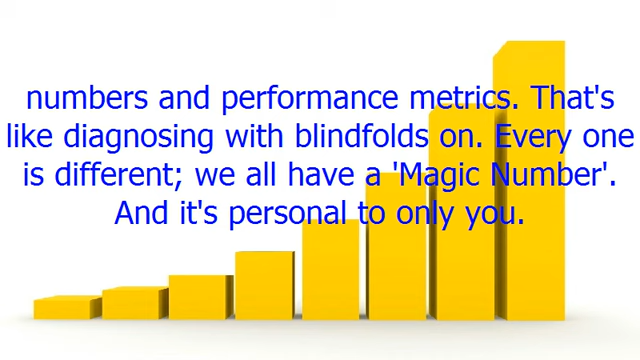 numbers and performance metrics. That's
like diagnosing with blindfolds on. Every one
is different; we all have a 'Magic Number'.
And it's personal to only you.